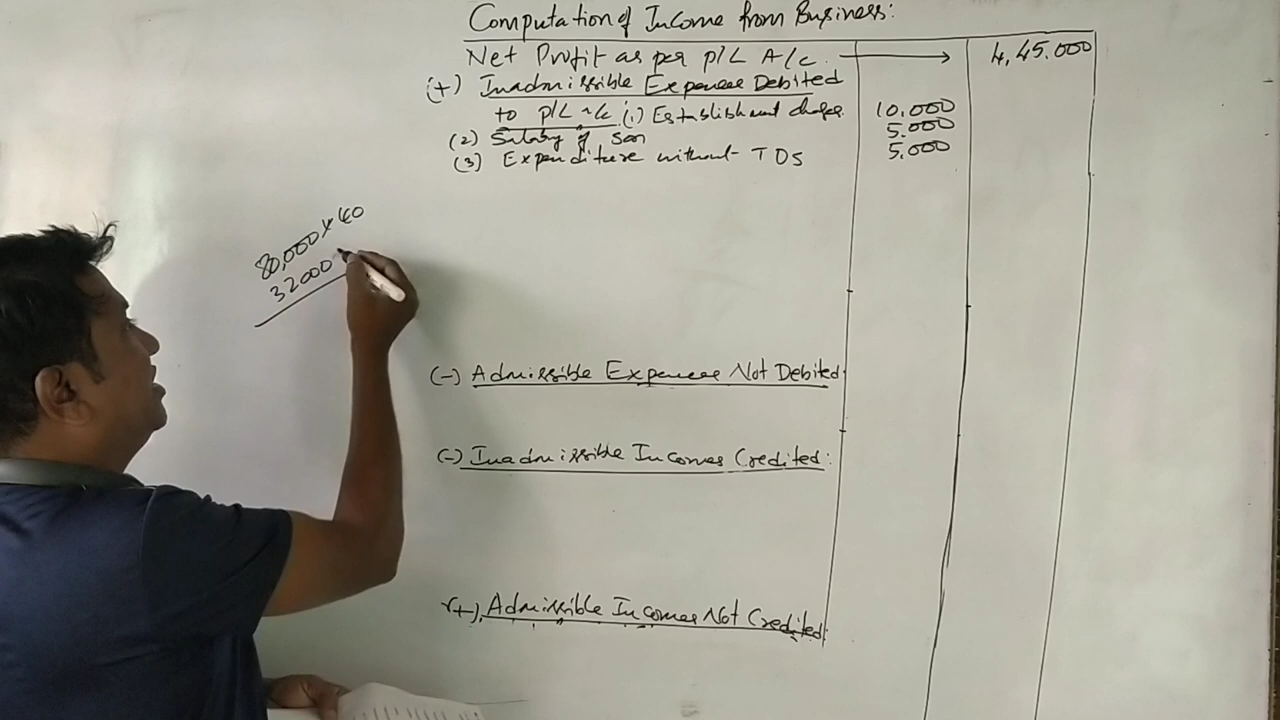 Computation of Income from Business:
Net Profit as per P/L A/c. 4,45,000
(+) Inadmissible Expenses Debited
to P/L A/c (1) Establishment charges 10,000
(2) Salary of Son 5,000
(3) Expenditure without TDS 5,000
80,000 x 40
32000
(-) Admissible Expenses Not Debited
(-) Inadmissible Incomes Credited:
(+) Admissible Incomes Not Credited: